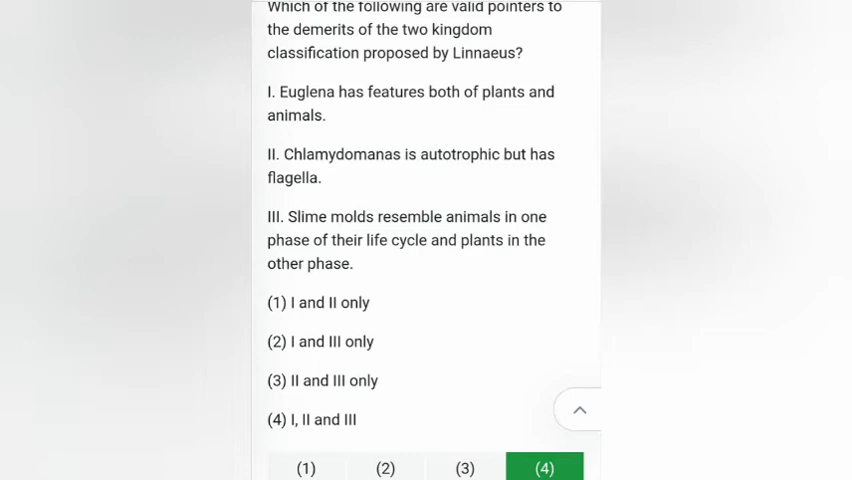 Which of the following are valid pointers to
the demerits of the two kingdom
classification proposed by Linnaeus?
I. Euglena has features both of plants and
animals.
II. Chlamydomanas is autotrophic but has
flagella.
III. Slime molds resemble animals in one
phase of their life cycle and plants in the
other phase.
(1) I and II only
(2) I and III only
(3) II and III only
(4) I, II and III
(1) (2) (3) (4)